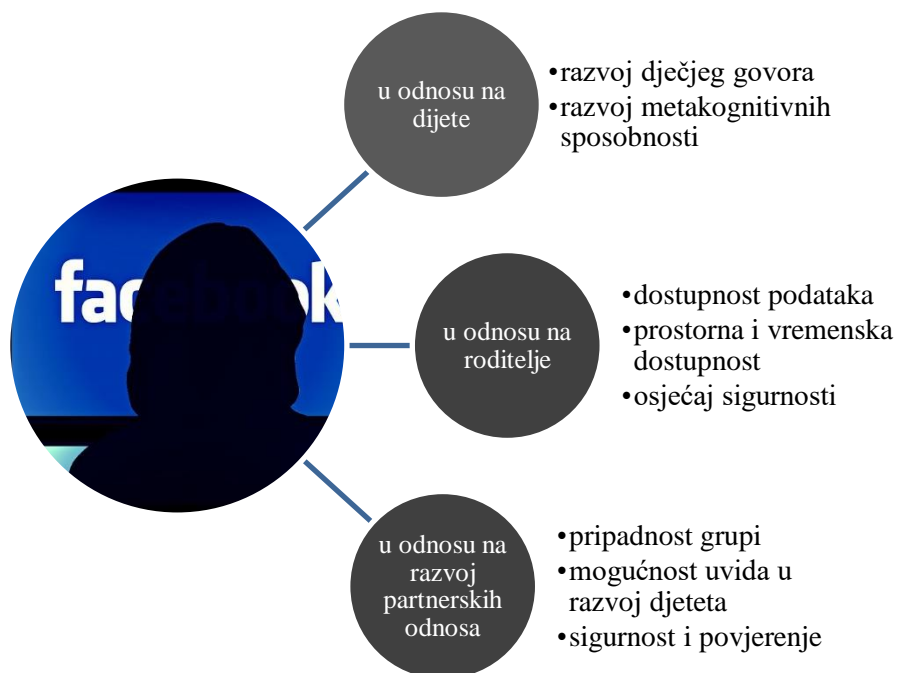 facebook
u odnosu na
dijete
•razvoj dječjeg govora
•razvoj metakognitivnih
sposobnosti
u odnosu na
roditelje
•dostupnost podataka
•prostorna i vremenska
dostupnost
•osjećaj sigurnosti
u odnosu na
razvoj
partnerskih
odnosa
•pripadnost grupi
•mogućnost uvida u
razvoj djeteta
•sigurnost i povjerenje